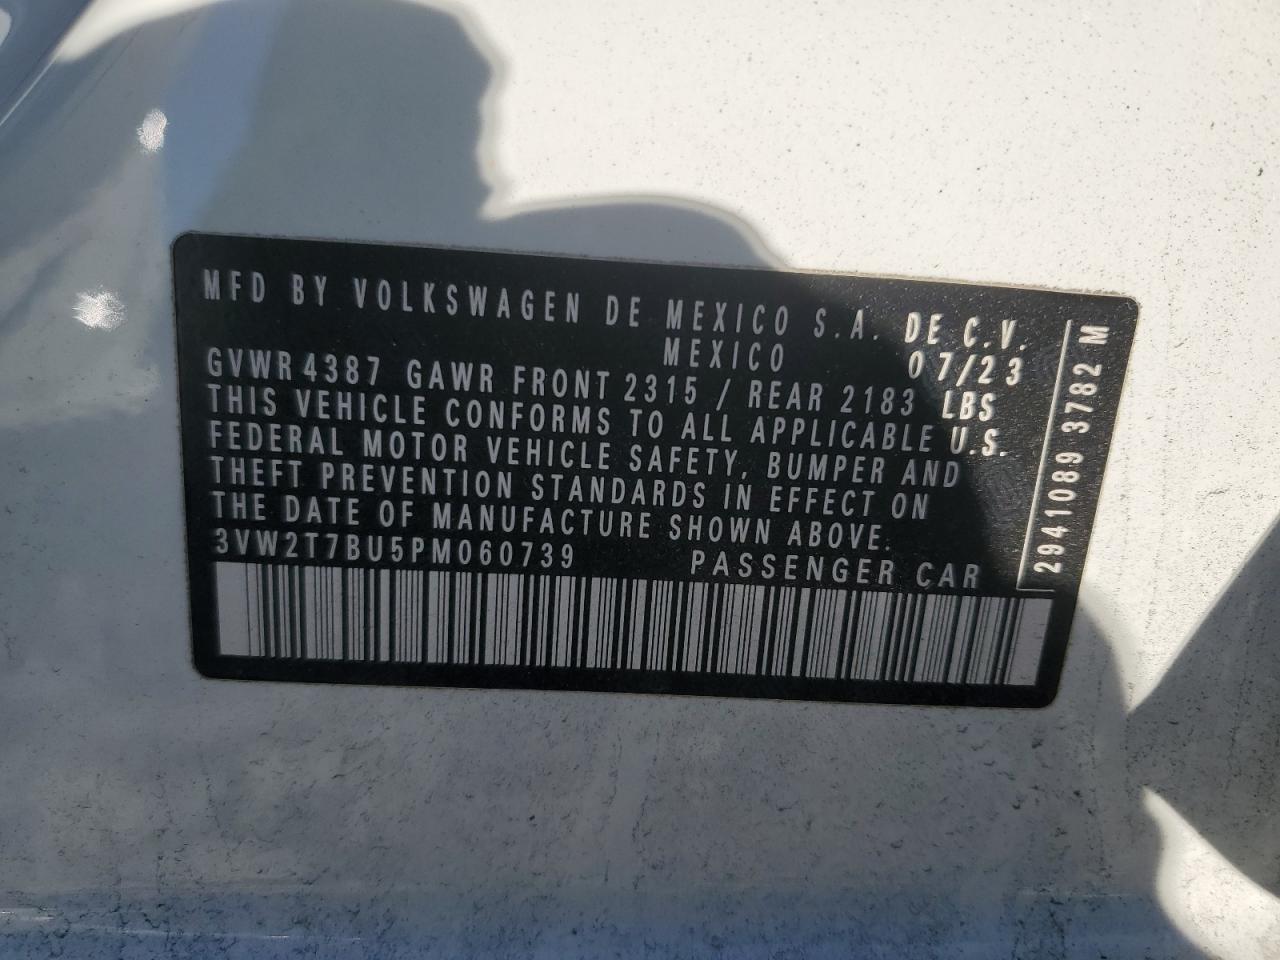 MFD BY VOLKSWAGEN DE MEXICO S.A. DE C.V.
MEXICO 07/23
GVWR 4387 GAWR FRONT 2315 / REAR 2183 LBS
THIS VEHICLE CONFORMS TO ALL APPLICABLE U.S.
FEDERAL MOTOR VEHICLE SAFETY, BUMPER AND
THEFT PREVENTION STANDARDS IN EFFECT ON
THE DATE OF MANUFACTURE SHOWN ABOVE.
3VW2T7BU5PM060739 PASSENGER CAR
2941089 3782 M